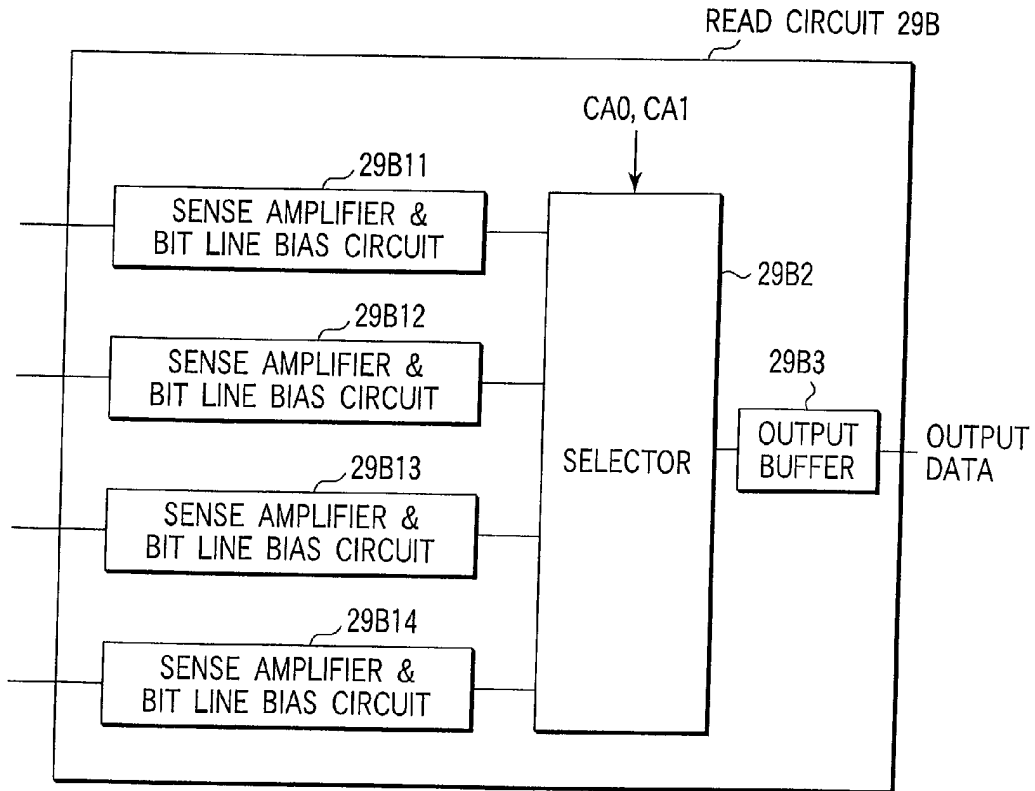 READ CIRCUIT 29B
CA0, CA1
29B11
SENSE AMPLIFIER &
BIT LINE BIAS CIRCUIT
29B2
29B12
SENSE AMPLIFIER &
BIT LINE BIAS CIRCUIT
29B3
SELECTOR
OUTPUT
BUFFER
OUTPUT
DATA
29B13
SENSE AMPLIFIER &
BIT LINE BIAS CIRCUIT
29B14
SENSE AMPLIFIER &
BIT LINE BIAS CIRCUIT